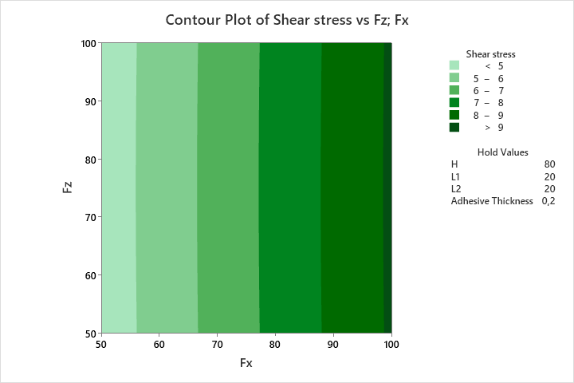 Contour Plot of Shear stress vs Fz; Fx
Shear stress
< 5
5 – 6
6 – 7
7 – 8
8 – 9
> 9
Hold Values
H 80
L1 20
L2 20
Adhesive Thickness 0,2
Fz
100
90
80
70
60
50
50 60 70 80 90 100
Fx